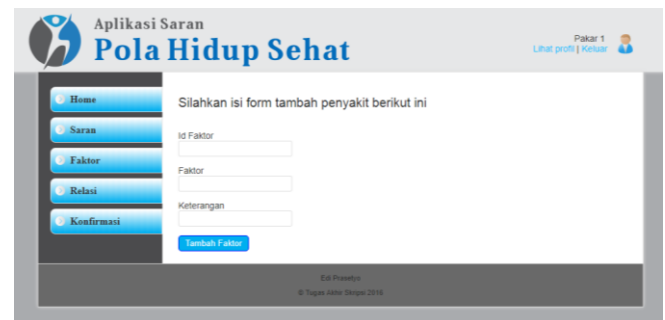 Aplikasi Saran
Pola Hidup Sehat
Pakar 1
Lihat profil | Keluar
Home
Saran
Faktor
Relasi
Konfirmasi
Silahkan isi form tambah penyakit berikut ini
Id Faktor
Faktor
Keterangan
Tambah Faktor
Edi
© Tugas Akhir Skripsi 2016